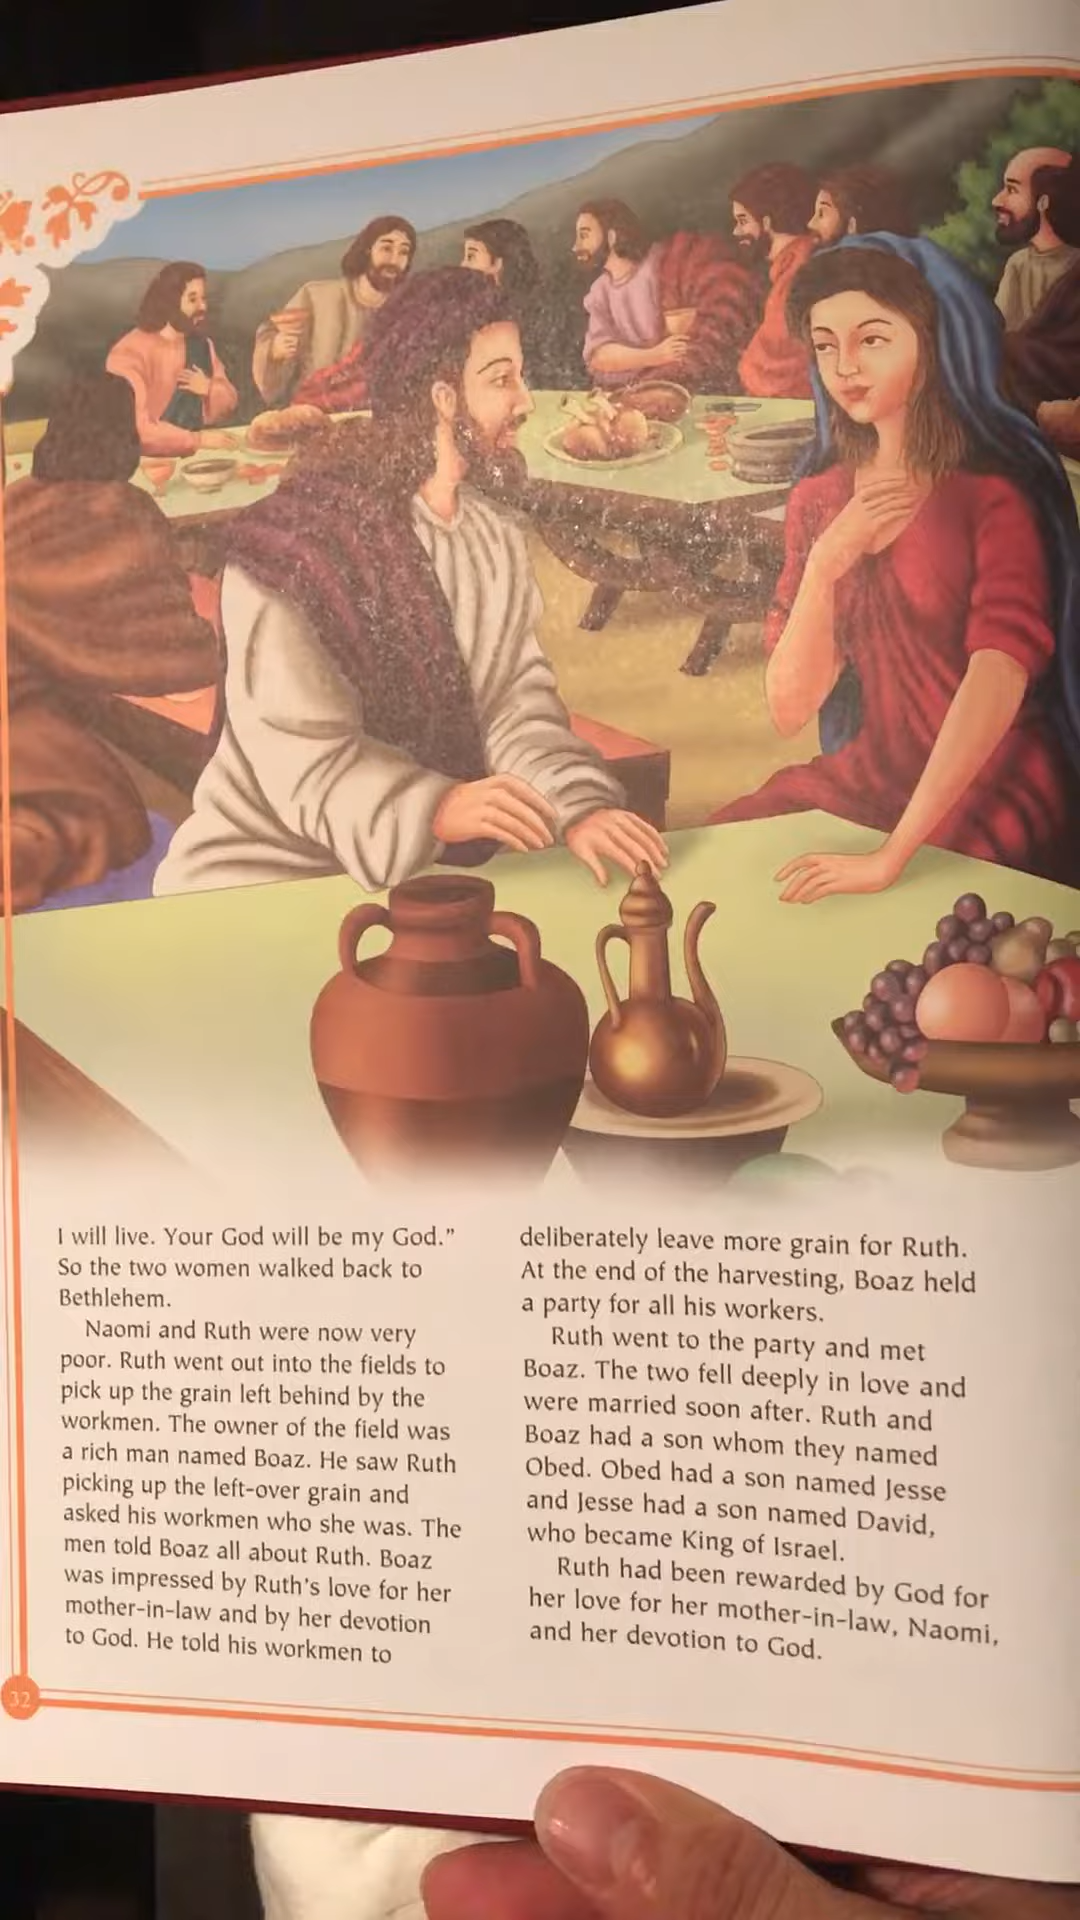 I will live. Your God will be my God.”
So the two women walked back to
Bethlehem.
Naomi and Ruth were now very
poor. Ruth went out into the fields to
pick up the grain left behind by the
workmen. The owner of the field was
a rich man named Boaz. He saw Ruth
picking up the left-over grain and
asked his workmen who she was. The
men told Boaz all about Ruth. Boaz
was impressed by Ruth's love for her
mother-in-law and by her devotion
to God. He told his workmen to
deliberately leave more grain for Ruth.
At the end of the harvesting, Boaz held
a party for all his workers.
Ruth went to the party and met
Boaz. The two fell deeply in love and
were married soon after. Ruth and
Boaz had a son whom they named
Obed. Obed had a son named Jesse
and Jesse had a son named David,
who became King of Israel.
Ruth had been rewarded by God for
her love for her mother-in-law, Naomi,
and her devotion to God.
32